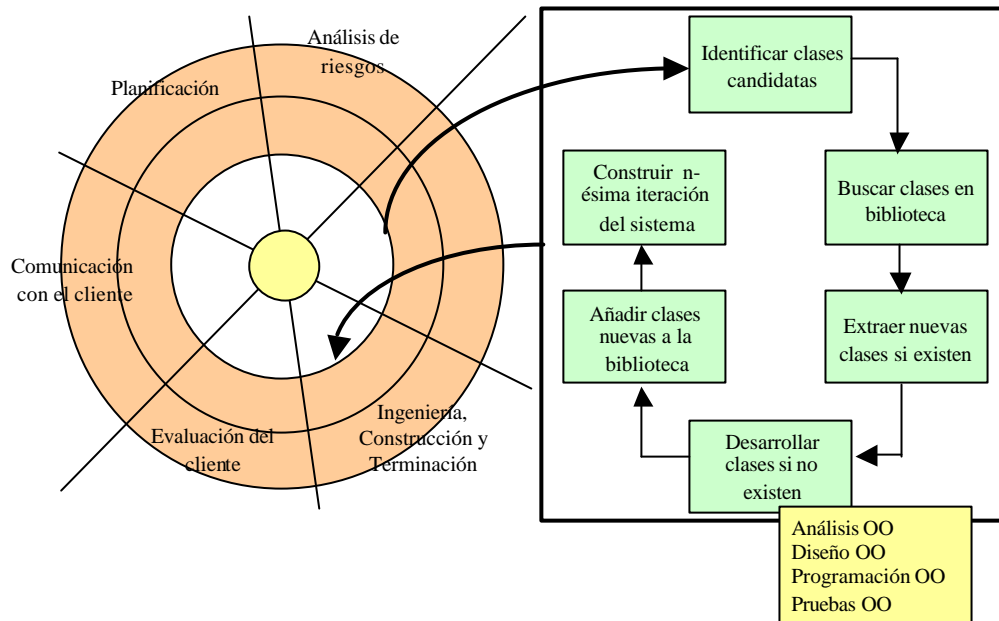 Análisis de
riesgos
Planificación
Comunicación
con el cliente
Evaluación del
cliente
Ingeniería,
Construcción y
Terminación
Identificar clases
candidatas
Buscar clases en
biblioteca
Extraer nuevas
clases si existen
Desarrollar
clases si no
existen
Añadir clases
nuevas a la
biblioteca
Construir n-
ésima iteración
del sistema
Análisis OO
Diseño OO
Programación OO
Pruebas OO